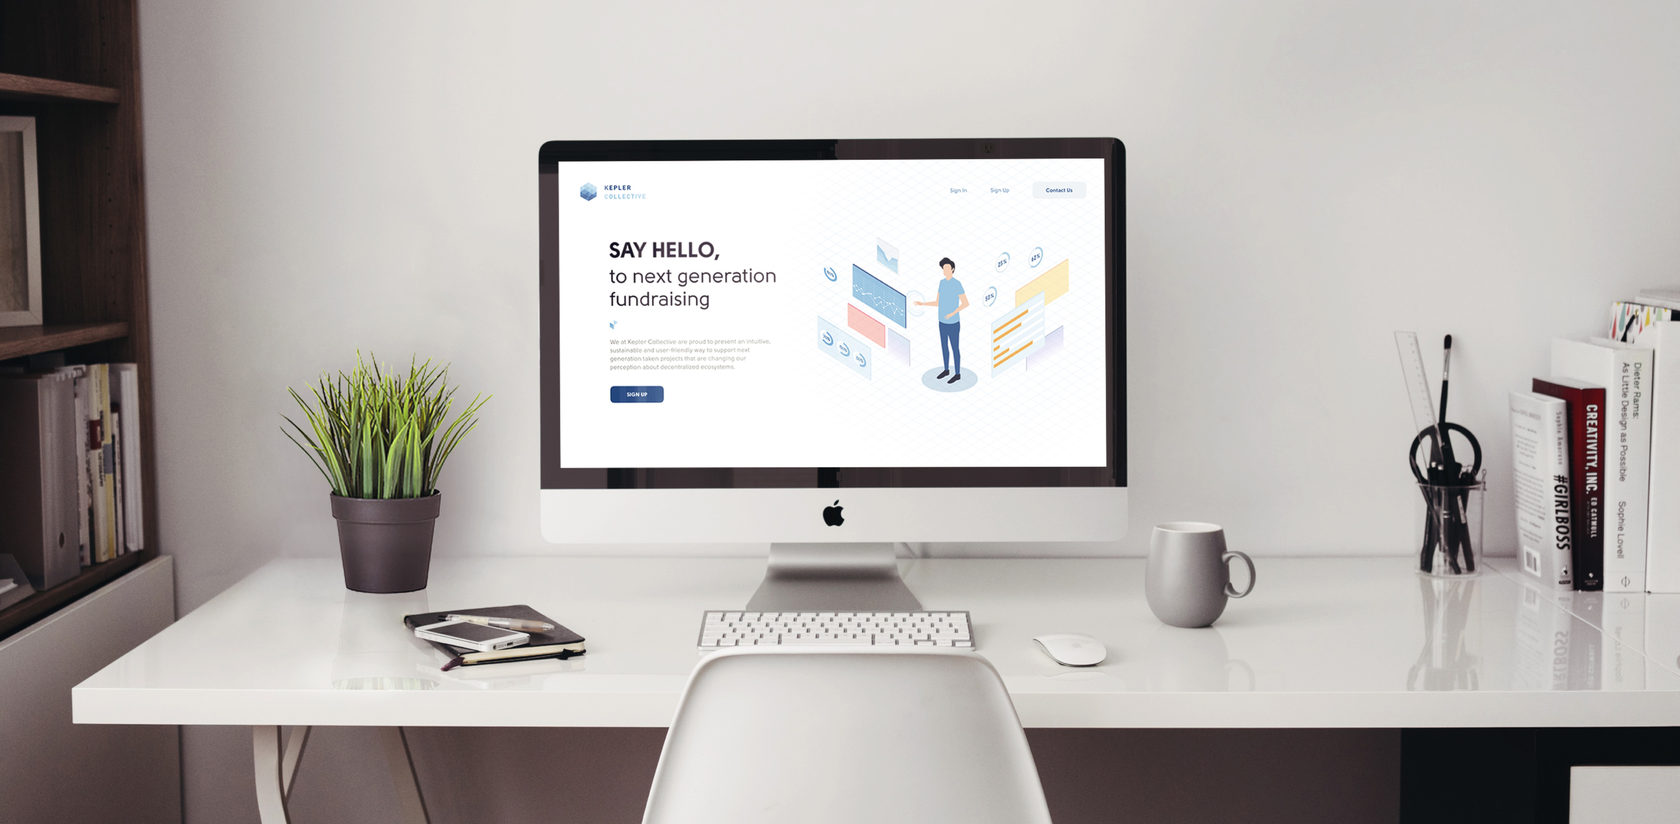 KEPLER
COLLECTIVE
Sign In
Sign Up
Contact Us
SAY HELLO,
to next generation
fundraising
We at Kepler Collective are proud to present an intuitive,
sustainable and user-friendly way to support next
generation token projects that are changing our
perception about decentralized ecosystems.
SIGN UP
25%
62%
50%
Sophia Amoruso
#GIRLBOSS
CREATIVITY, INC.
ED CATMULL
Dieter Rams:
As Little Design as Possible
Sophie Lovell